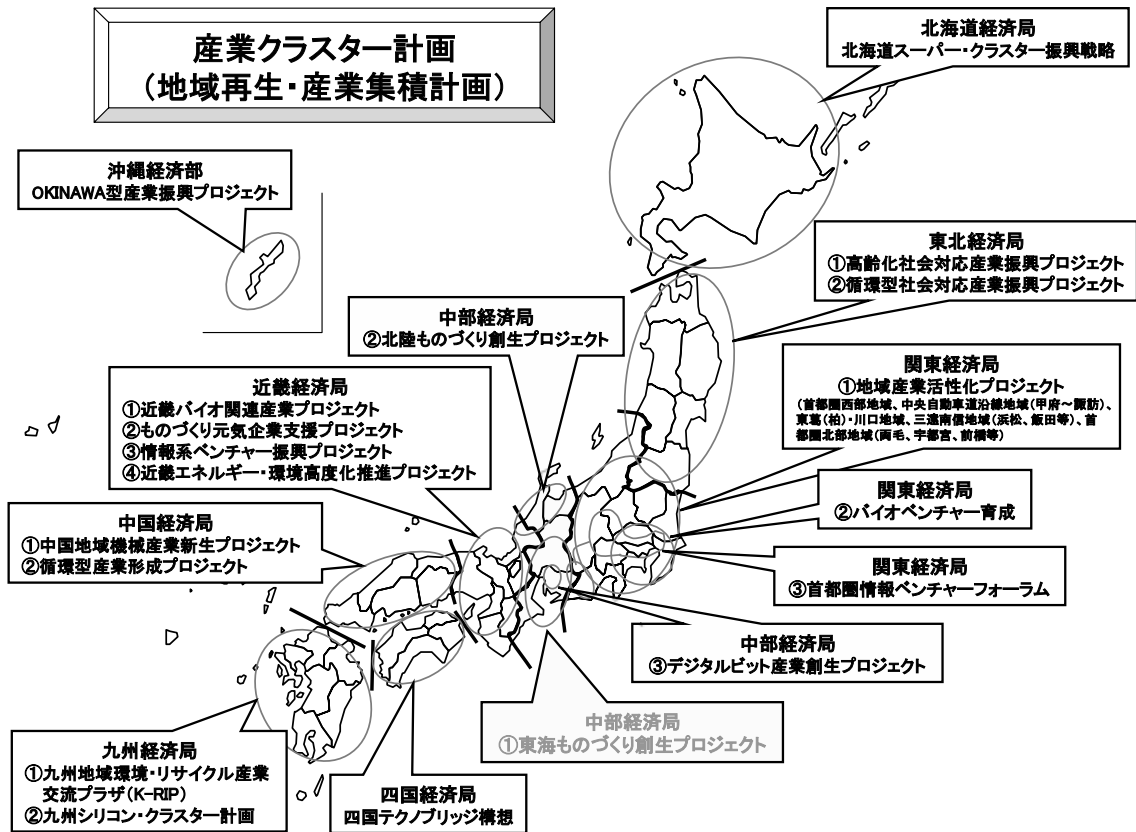 産業クラスター計画
（地域再生・産業集積計画）
北海道経済局
北海道スーパー・クラスター振興戦略
沖縄経済部
OKINAWA型産業振興プロジェクト
東北経済局
①高齢化社会対応産業振興プロジェクト
②循環型社会対応産業振興プロジェクト
中部経済局
②北陸ものづくり創生プロジェクト
関東経済局
①地域産業活性化プロジェクト
（首都圏西部地域、中央自動車道沿線地域（甲府～諏訪）、
東葛（柏）・川口地域、三遠南信地域（浜松、飯田等）、首
都圏北部地域（両毛、宇都宮、前橋等）
近畿経済局
①近畿バイオ関連産業プロジェクト
②ものづくり元気企業支援プロジェクト
③情報系ベンチャー振興プロジェクト
④近畿エネルギー・環境高度化推進プロジェクト
関東経済局
②バイオベンチャー育成
中国経済局
①中国地域機械産業新生プロジェクト
②循環型産業形成プロジェクト
関東経済局
③首都圏情報ベンチャーフォーラム
中部経済局
③デジタルビット産業創生プロジェクト
中部経済局
①東海ものづくり創生プロジェクト
九州経済局
①九州地域環境・リサイクル産業
交流プラザ（K-RIP）
②九州シリコン・クラスター計画
四国経済局
四国テクノブリッジ構想